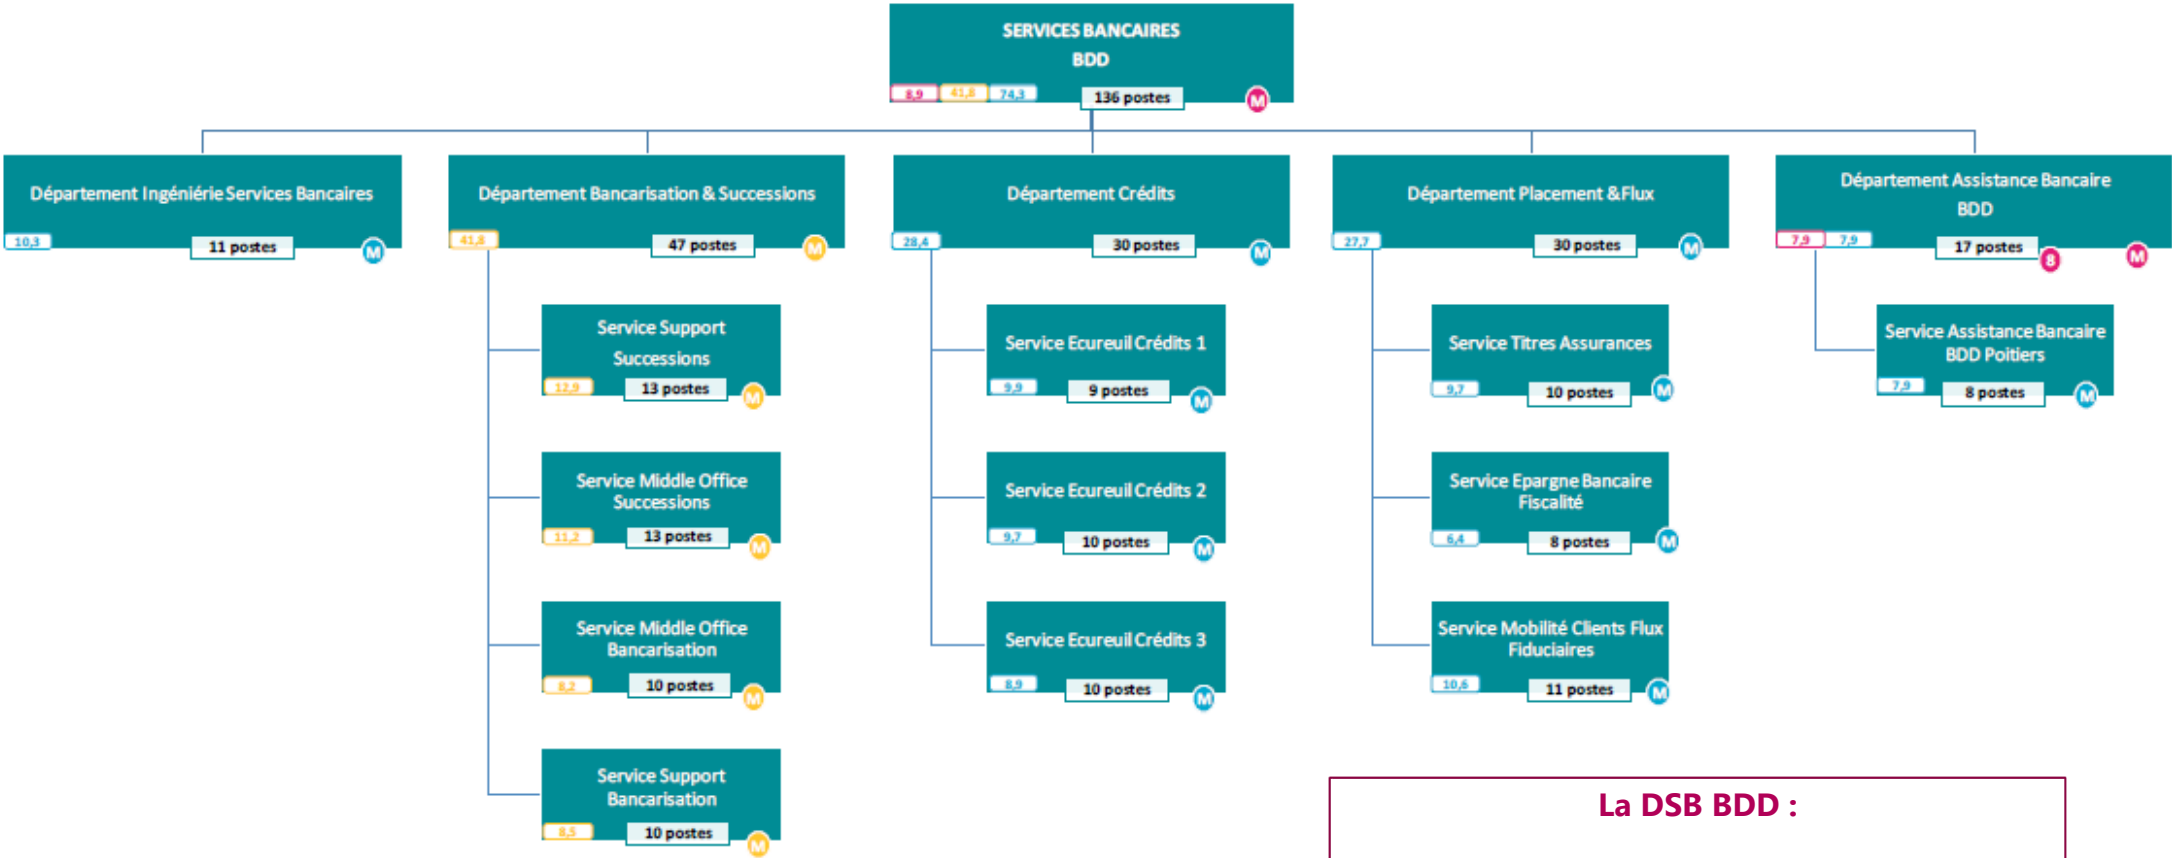 SERVICES BANCAIRES
BDD
8,9 41,8 74,3 136 postes M
Département Ingéniérie Services Bancaires
10,3 11 postes M
Département Bancarisation & Successions
41,8 47 postes M
Département Crédits
28,4 30 postes M
Département Placement &Flux
27,7 30 postes M
Département Assistance Bancaire
BDD
7,9 7,9 17 postes 8 M
Service Support
Successions
12,9 13 postes M
Service Middle Office
Successions
11,2 13 postes M
Service Middle Office
Bancarisation
8,2 10 postes M
Service Support
Bancarisation
8,5 10 postes M
Service Ecureuil Crédits 1
9,9 9 postes M
Service Ecureuil Crédits 2
9,7 10 postes M
Service Ecureuil Crédits 3
8,9 10 postes M
Service Titres Assurances
9,7 10 postes M
Service Epargne Bancaire
Fiscalité
6,4 8 postes M
Service Mobilité Clients Flux
Fiduciaires
10,6 11 postes M
Service Assistance Bancaire
BDD Poitiers
7,9 8 postes M
La DSB BDD :